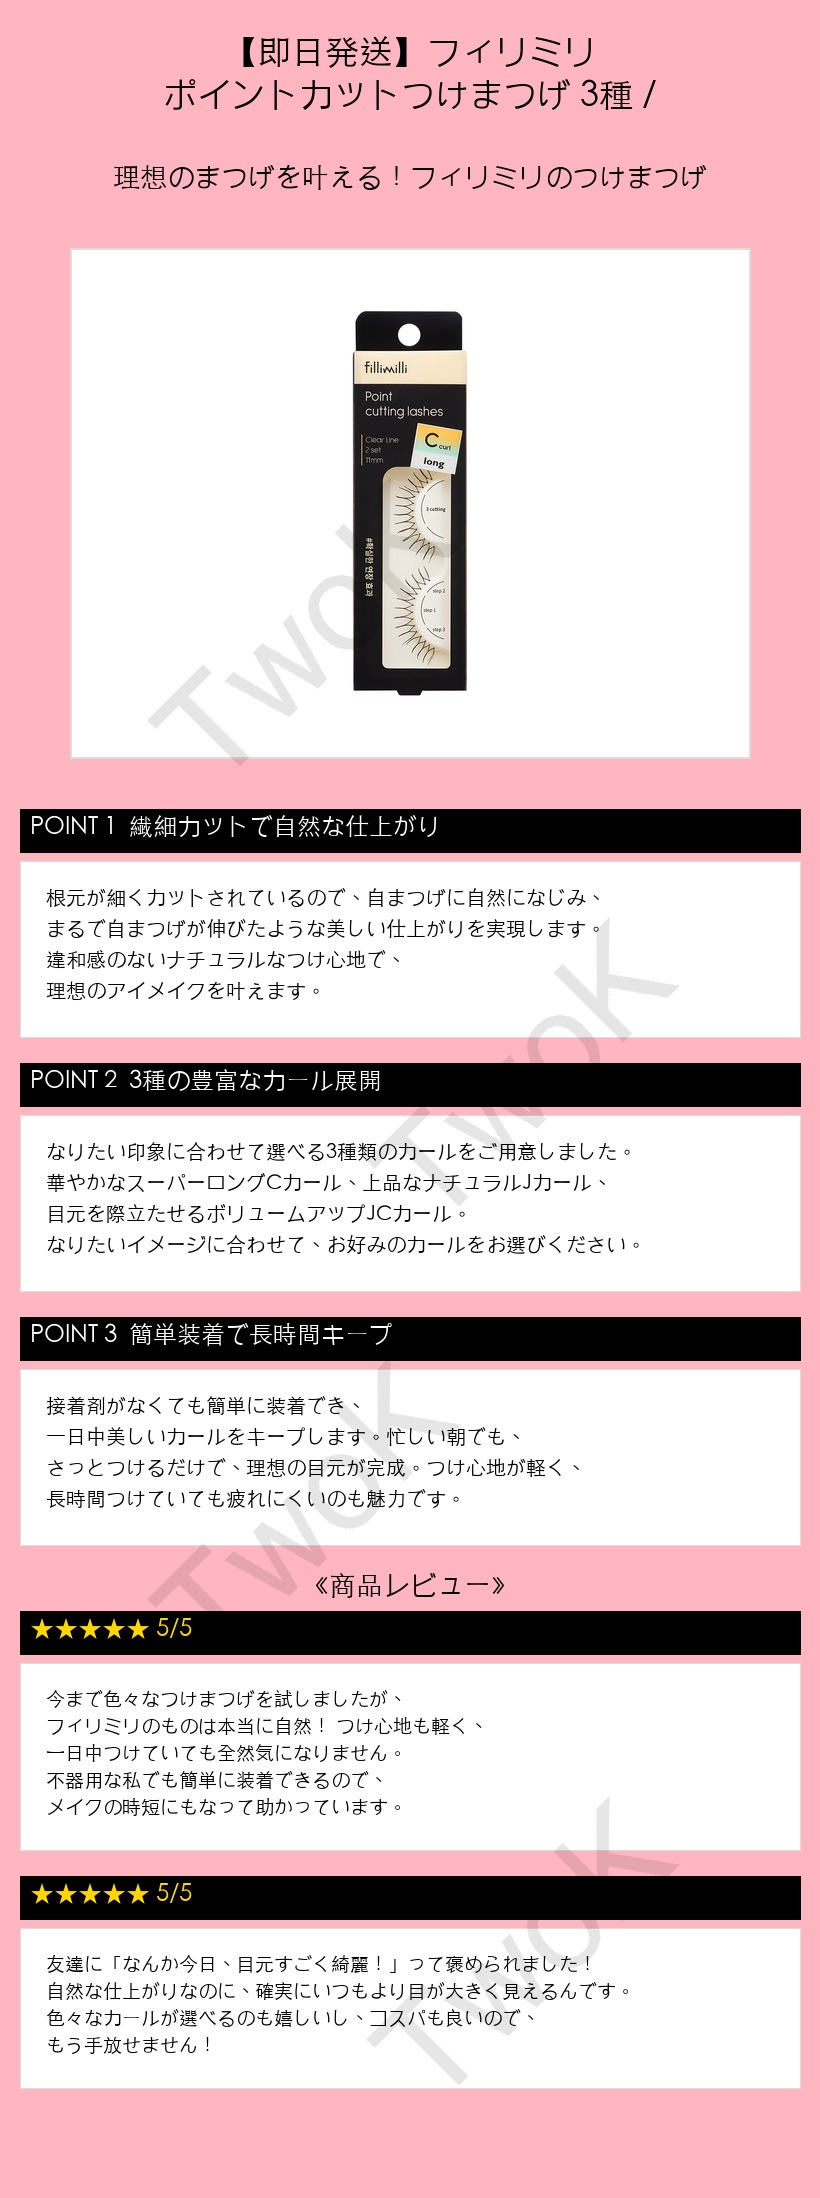 【即日発送】フィリミリ
ポイントカットつけまつげ 3種 /
理想のまつげを叶える！フィリミリのつけまつげ
fillimilli
Point
cutting lashes
C curl
long
Clear Line
2 set
11mm
3 cutting
#확실한 연장 효과
step 2
step 1
step 3
TwoK
POINT 1 繊細カットで自然な仕上がり
根元が細くカットされているので、自まつげに自然になじみ、
まるで自まつげが伸びたような美しい仕上がりを実現します。
違和感のないナチュラルなつけ心地で、
理想のアイメイクを叶えます。
TwoK
POINT 2 3種の豊富なカール展開
なりたい印象に合わせて選べる3種類のカールをご用意しました。
華やかなスーパーロングCカール、上品なナチュラルJカール、
目元を際立たせるボリュームアップJCカール。
なりたいイメージに合わせて、お好みのカールをお選びください。
POINT 3 簡単装着で長時間キープ
接着剤がなくても簡単に装着でき、
一日中美しいカールをキープします。忙しい朝でも、
さっとつけるだけで、理想の目元が完成。つけ心地が軽く、
長時間つけていても疲れにくいのも魅力です。
TwoK
《商品レビュー》
★★★★★ 5/5
今まで色々なつけまつげを試しましたが、
フィリミリのものは本当に自然！ つけ心地も軽く、
一日中つけていても全然気になりません。
不器用な私でも簡単に装着できるので、
メイクの時短にもなって助かっています。
★★★★★ 5/5
友達に「なんか今日、目元すごく綺麗！」って褒められました！
自然な仕上がりなのに、確実にいつもより目が大きく見えるんです。
色々なカールが選べるのも嬉しいし、コスパも良いので、
もう手放せません！
TwoK